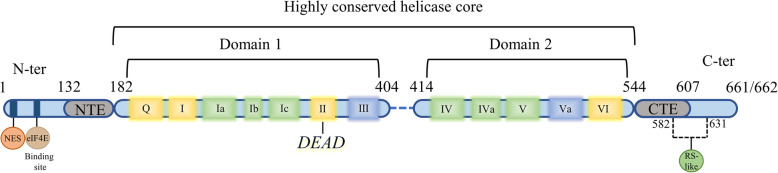 Highly conserved helicase core
Domain 1
Domain 2
N-ter
C-ter
1
132
182
404
414
544
607
661/662
NTE
Q
I
Ia
Ib
Ic
II
III
IV
IVa
V
Va
VI
CTE
582
631
NES
eIF4E
Binding
site
DEAD
RS-
like